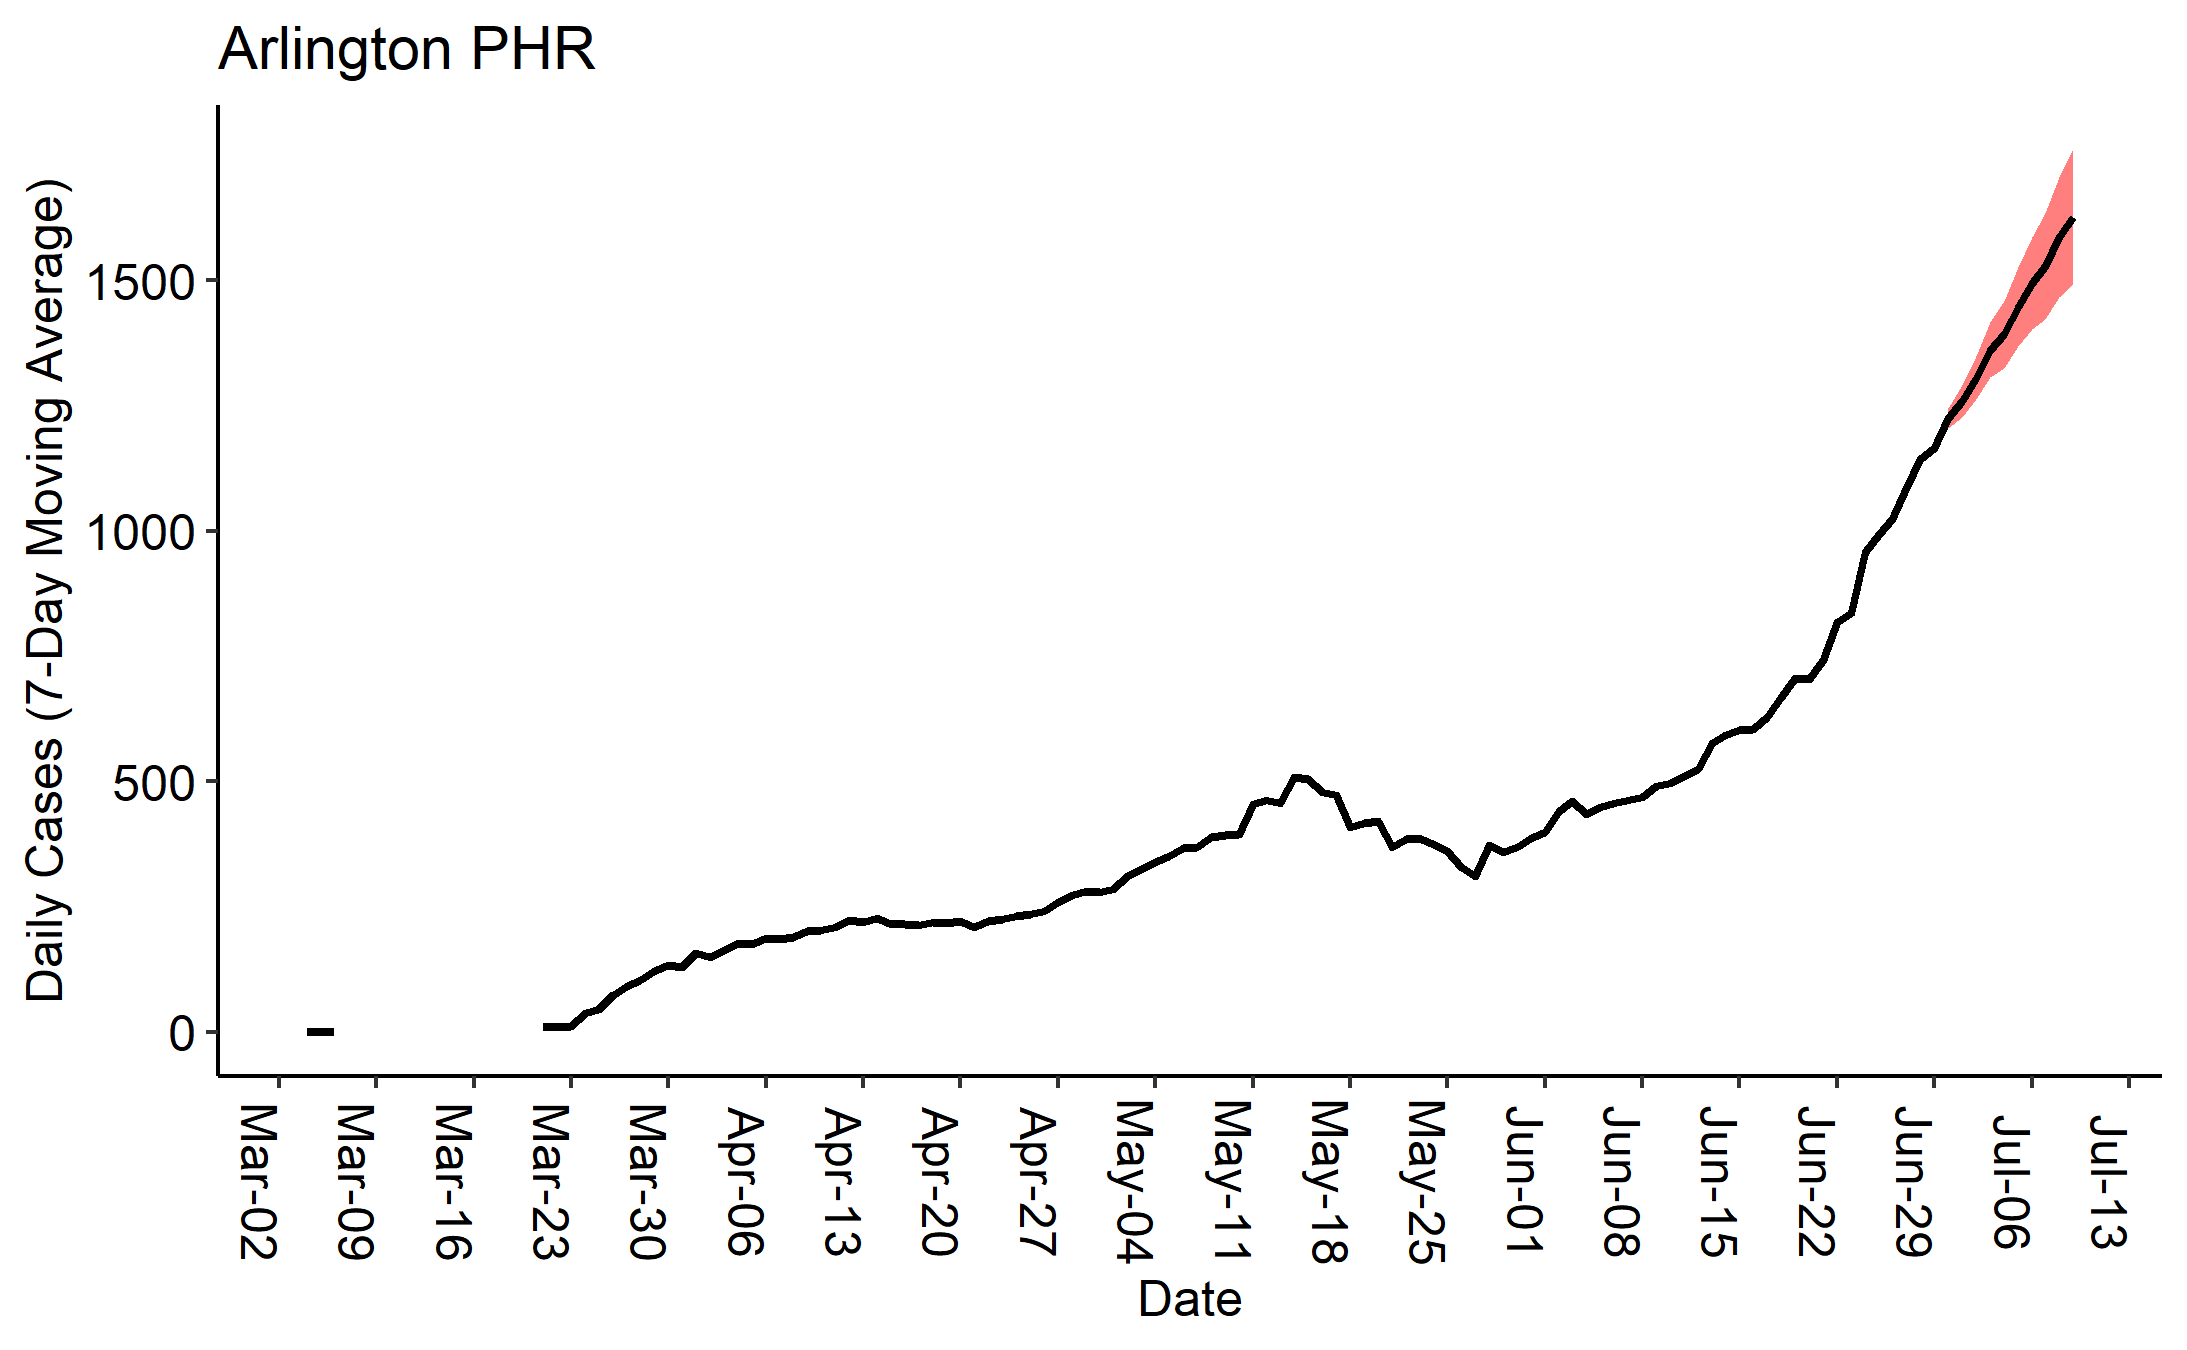 Arlington PHR
Daily Cases (7-Day Moving Average)
1500
1000
500
0
Mar-02
Mar-09
Mar-16
Mar-23
Mar-30
Apr-06
Apr-13
Apr-20
Apr-27
May-04
May-11
May-18
May-25
Jun-01
Jun-08
Jun-15
Jun-22
Jun-29
Jul-06
Jul-13
Date